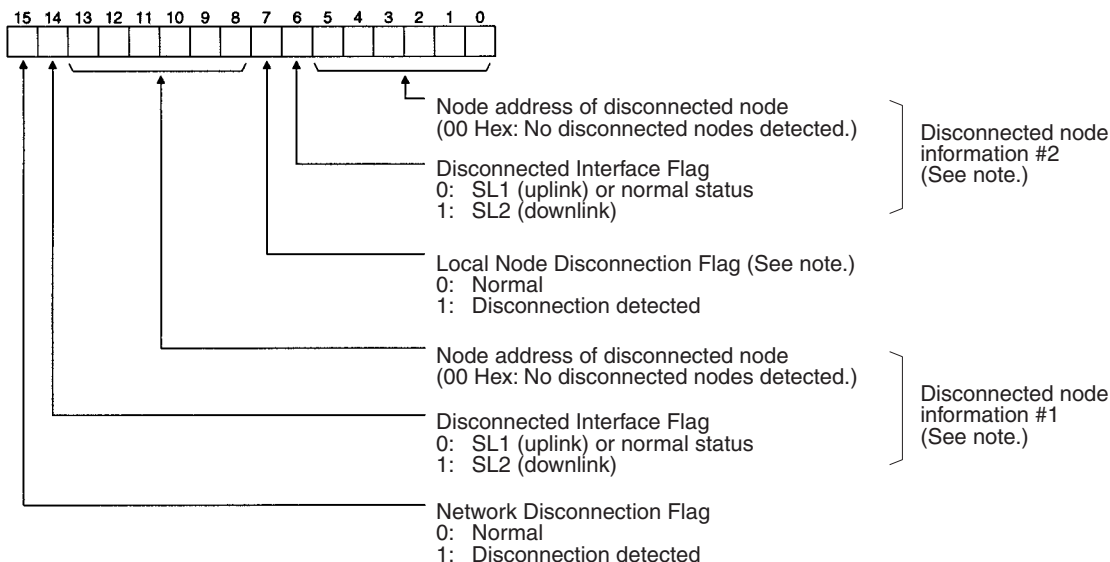 15 14 13 12 11 10 9 8 7 6 5 4 3 2 1 0
Node address of disconnected node
(00 Hex: No disconnected nodes detected.)
Disconnected Interface Flag
0: SL1 (uplink) or normal status
1: SL2 (downlink)
Disconnected node
information #2
(See note.)
Local Node Disconnection Flag (See note.)
0: Normal
1: Disconnection detected
Node address of disconnected node
(00 Hex: No disconnected nodes detected.)
Disconnected Interface Flag
0: SL1 (uplink) or normal status
1: SL2 (downlink)
Disconnected node
information #1
(See note.)
Network Disconnection Flag
0: Normal
1: Disconnection detected